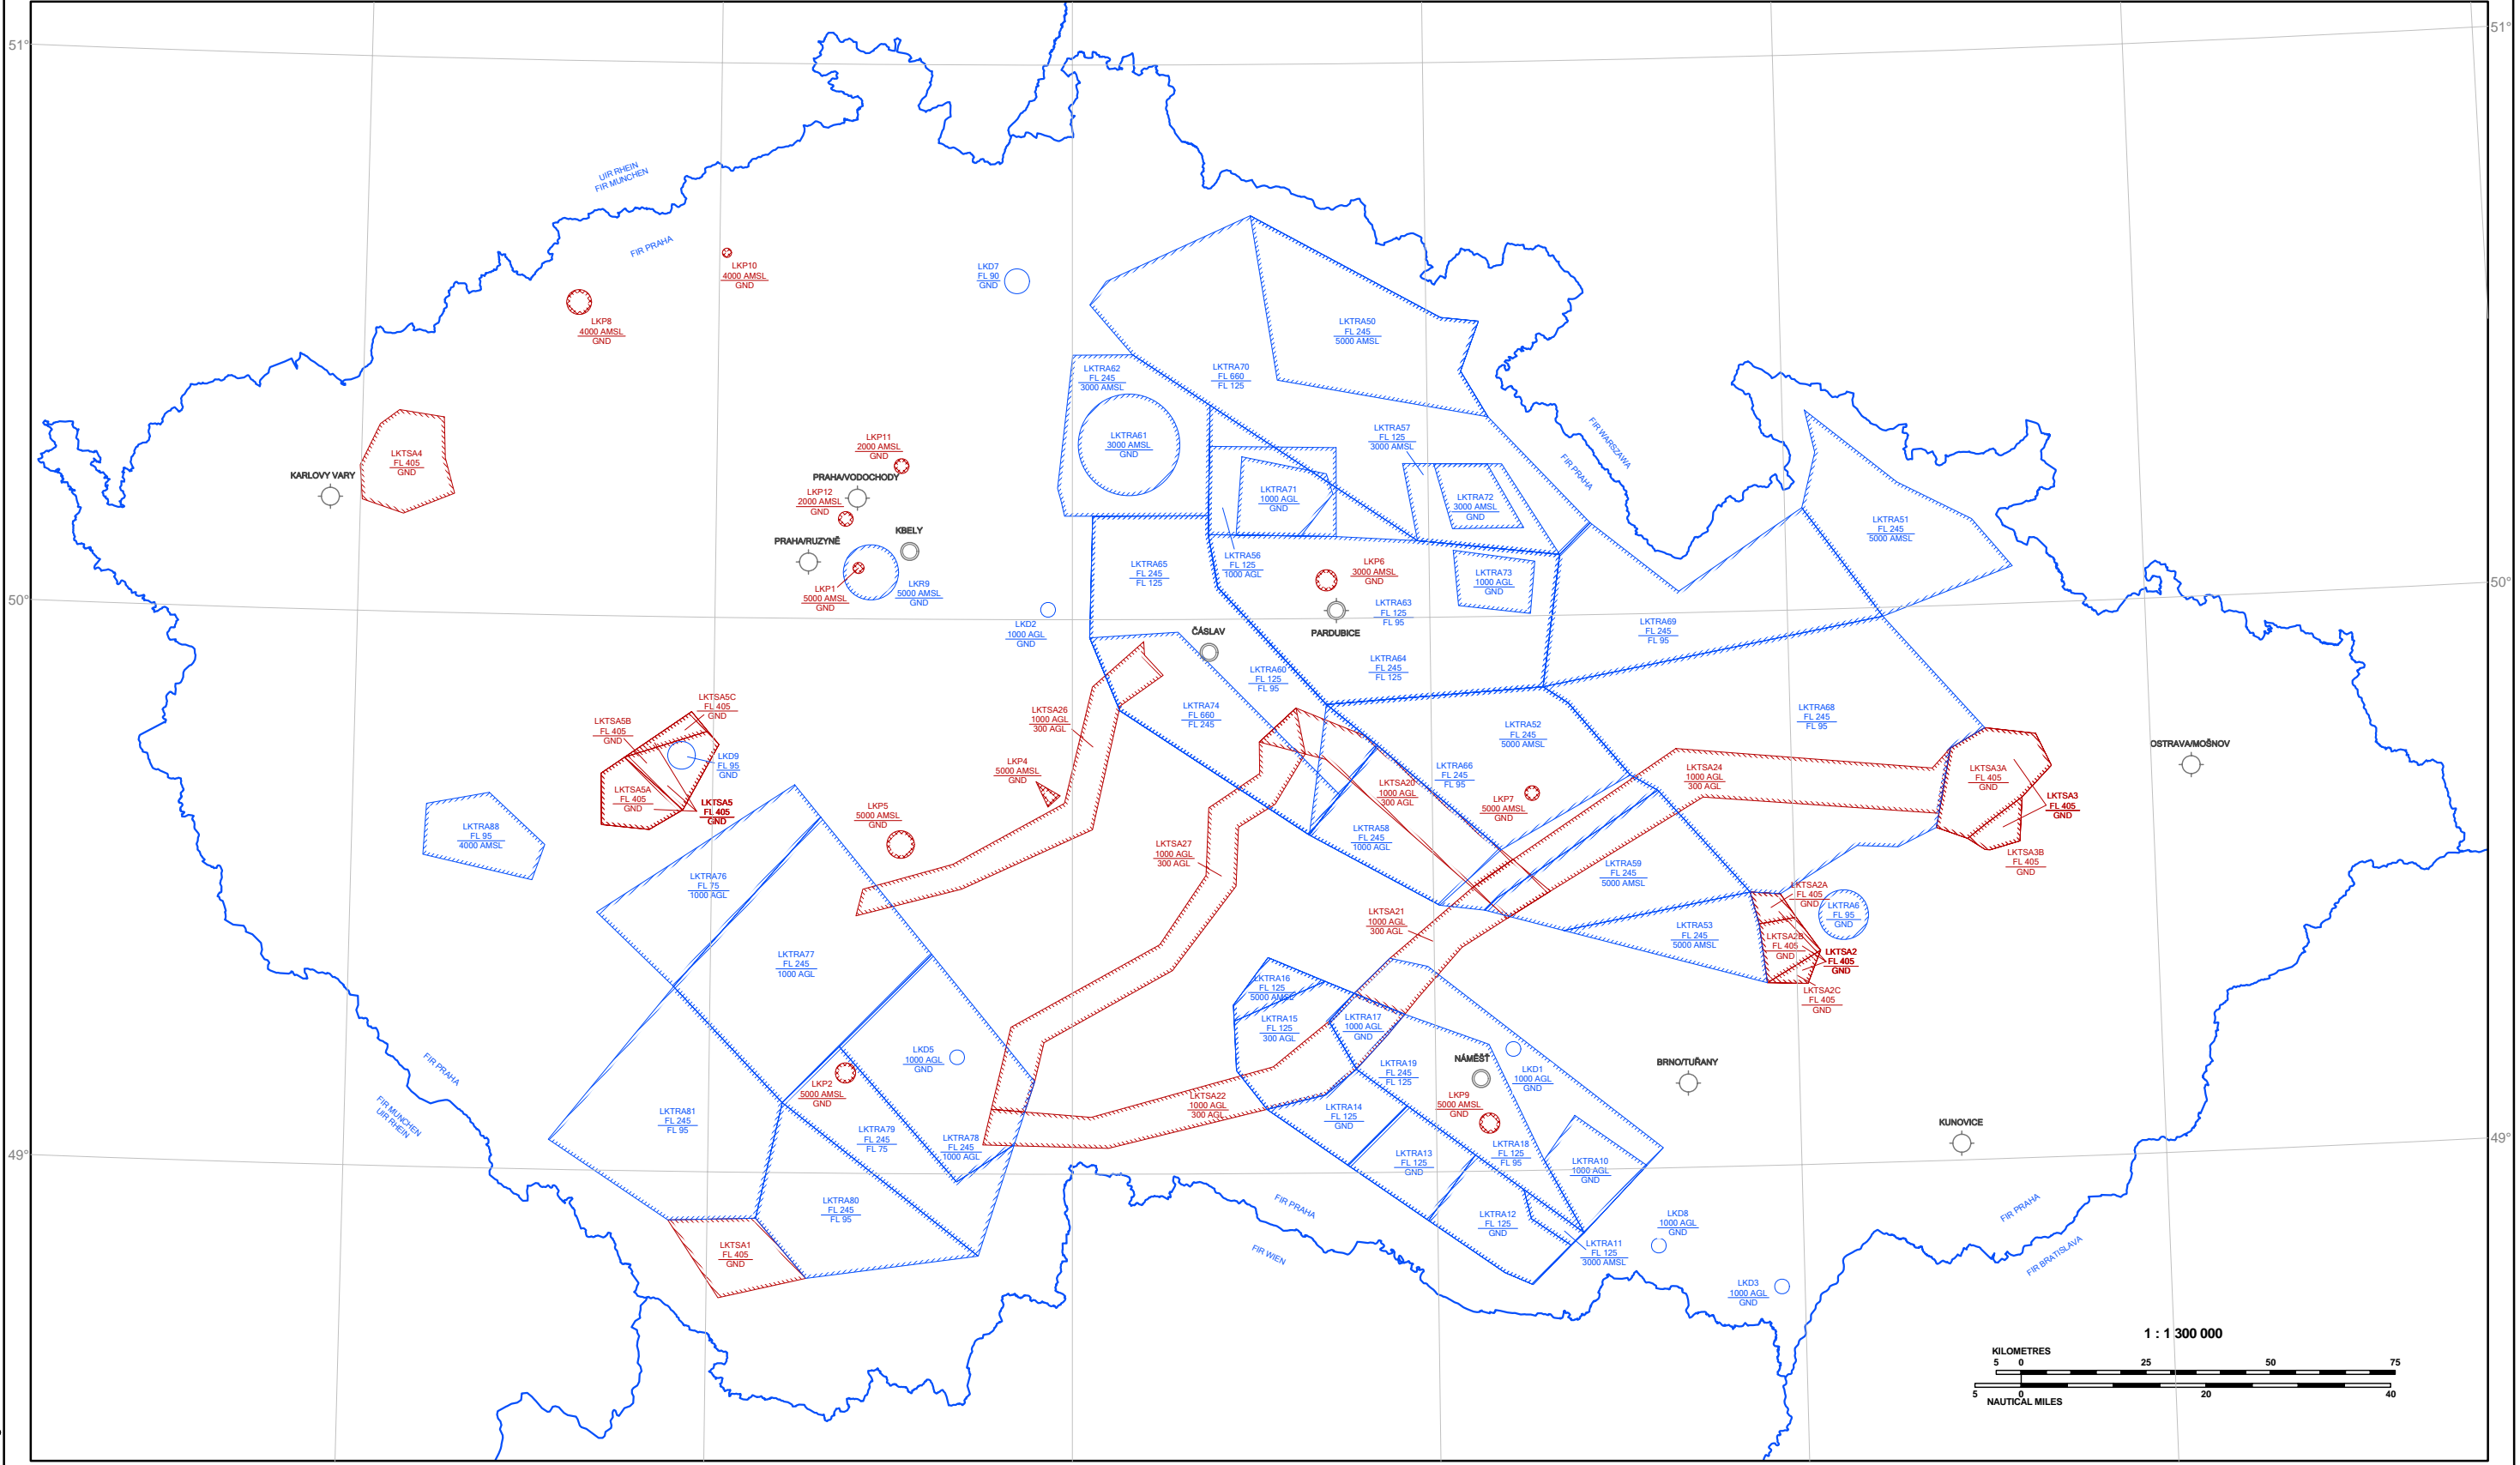 51°
51°
UIR RHEIN
FIR MUNCHEN
FIR PRAHA
LKP10
4000 AMSL
GND
LKD7
FL 90
GND
LKP8
4000 AMSL
GND
LKTRA50
FL 245
5000 AMSL
LKTRA62
FL 245
3000 AMSL
LKTRA70
FL 660
FL 125
LKTRA57
FL 125
3000 AMSL
FIR WARSZAWA
FIR PRAHA
LKTSA4
FL 405
GND
KARLOVY VARY
LKP11
2000 AMSL
GND
PRAHA/VODOCHODY
LKTRA61
3000 AMSL
GND
LKP12
2000 AMSL
GND
LKTRA71
1000 AGL
GND
LKTRA72
3000 AMSL
GND
LKTRA51
FL 245
5000 AMSL
KBELY
PRAHA/RUZYNĚ
LKTRA56
FL 125
1000 AGL
LKTRA65
FL 245
FL 125
LKP6
3000 AMSL
GND
LKTRA73
1000 AGL
GND
LKP1
5000 AMSL
GND
LKR9
5000 AMSL
GND
50°
50°
LKTRA63
FL 125
FL 95
LKD2
1000 AGL
GND
ČÁSLAV
PARDUBICE
LKTRA69
FL 245
FL 95
LKTRA64
FL 245
FL 125
LKTRA60
FL 125
FL 95
LKTSA5C
FL 405
GND
LKTSA5B
FL 405
GND
LKTSA26
1000 AGL
300 AGL
LKTRA74
FL 660
FL 245
LKTRA52
FL 245
5000 AMSL
LKTRA68
FL 245
FL 95
OSTRAVA/MOŠNOV
LKD9
FL 95
GND
LKP4
5000 AMSL
GND
LKTRA66
FL 245
FL 95
LKTSA20
1000 AGL
300 AGL
LKTSA24
1000 AGL
300 AGL
LKTSA3A
FL 405
GND
LKTSA5A
FL 405
GND
LKTSA5
FL 405
GND
LKP5
5000 AMSL
GND
LKP7
5000 AMSL
GND
LKTSA3
FL 405
GND
LKTRA88
FL 95
4000 AMSL
LKTSA27
1000 AGL
300 AGL
LKTRA58
FL 245
1000 AGL
LKTSA3B
FL 405
GND
LKTRA59
FL 245
5000 AMSL
LKTRA76
FL 75
1000 AGL
LKTSA2A
FL 405
GND
LKTRA6
FL 95
GND
LKTSA21
1000 AGL
300 AGL
LKTRA53
FL 245
5000 AMSL
LKTSA2B
FL 405
GND
LKTSA2
FL 405
GND
LKTRA77
FL 245
1000 AGL
LKTRA16
FL 125
5000 AMSL
LKTSA2C
FL 405
GND
LKTRA15
FL 125
300 AGL
LKTRA17
1000 AGL
GND
LKD5
1000 AGL
GND
NÁMĚŠŤ
BRNO/TUŘANY
FIR PRAHA
LKTRA19
FL 245
FL 125
LKD1
1000 AGL
GND
LKP2
5000 AMSL
GND
LKTSA22
1000 AGL
300 AGL
LKP9
5000 AMSL
GND
FIR MUNCHEN
UIR RHEIN
LKTRA81
FL 245
FL 95
LKTRA14
FL 125
GND
KUNOVICE
LKTRA79
FL 245
FL 75
LKTRA78
FL 245
1000 AGL
49°
49°
LKTRA18
FL 125
FL 95
LKTRA13
FL 125
GND
LKTRA10
1000 AGL
GND
LKTRA80
FL 245
FL 95
FIR PRAHA
FIR PRAHA
LKTRA12
FL 125
GND
LKD8
1000 AGL
GND
LKTSA1
FL 405
GND
FIR WIEN
LKTRA11
FL 125
3000 AMSL
FIR BRATISLAVA
LKD3
1000 AGL
GND
1 : 1 300 000
KILOMETRES
5 0 25 50 75
5 0 20 40
NAUTICAL MILES